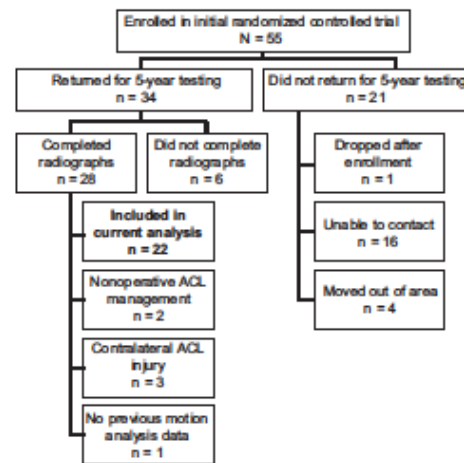 Enrolled in initial randomized controlled trial
N = 55
Returned for 5-year testing
n = 34
Did not return for 5-year testing
n = 21
Completed
radiographs
n = 28
Did not complete
radiographs
n = 6
Included in
current analysis
n = 22
Nonoperative ACL
management
n = 2
Contralateral ACL
injury
n = 3
No previous motion
analysis data
n = 1
Dropped after
enrollment
n = 1
Unable to contact
n = 16
Moved out of area
n = 4